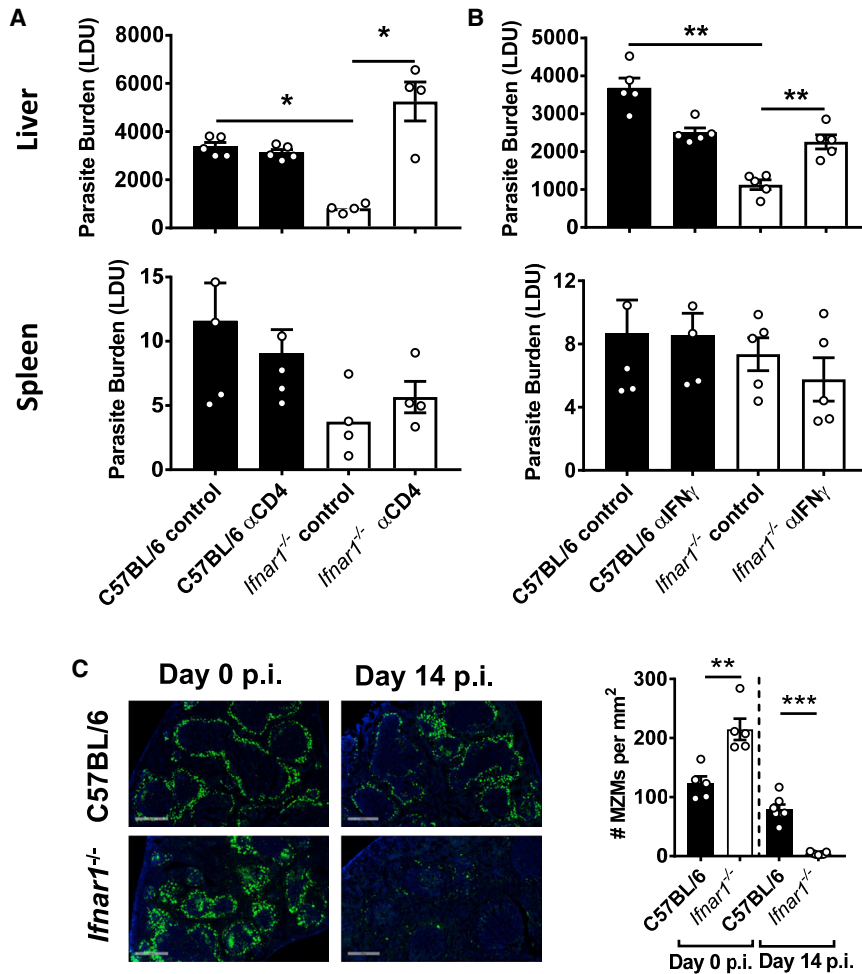 A
B
Liver
Parasite Burden (LDU)
8000
6000
4000
2000
0
*
*
Parasite Burden (LDU)
5000
4000
3000
2000
1000
0
**
**
Spleen
Parasite Burden (LDU)
15
10
5
0
C57BL/6 control
C57BL/6 αCD4
Ifnar1-/- control
Ifnar1-/- αCD4
Parasite Burden (LDU)
12
8
4
0
C57BL/6 control
C57BL/6 αIFNγ
Ifnar1-/- control
Ifnar1-/- αIFNγ
C
Day 0 p.i.
Day 14 p.i.
C57BL/6
Ifnar1-/-
# MZMs per mm2
300
200
100
0
**
***
C57BL/6
Ifnar1-/-
C57BL/6
Ifnar1-/-
Day 0 p.i.
Day 14 p.i.